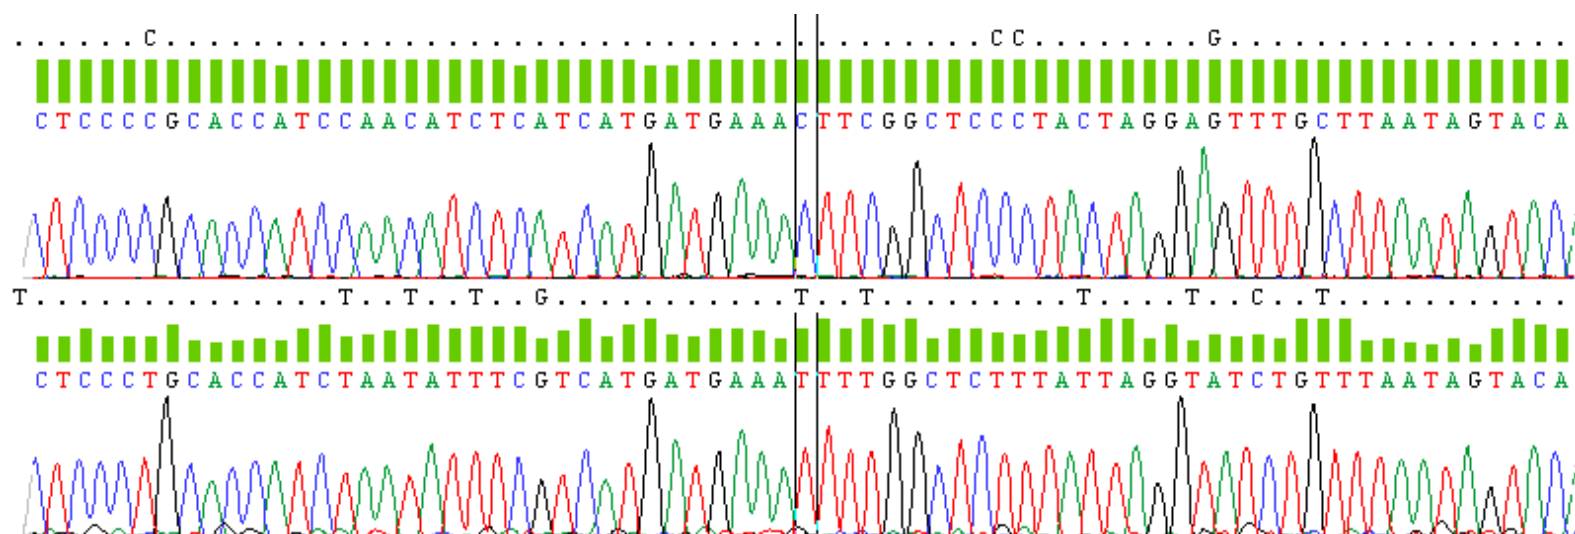 ......C......................................CC........G................
CTCCCCGCACCATCCAACATCTCATCATGATGAAACTTCGGCTCCCTACTAGGAGTTTGCTTAATAGTACA
T..............T..T..T..G...........T..T.........T....T..C..T...........
CTCCCTGCACCATCTAATATTTCGTCATGATGAAATTTTGGCTCTTTATTAGGTATCTGTTTAATAGTACA